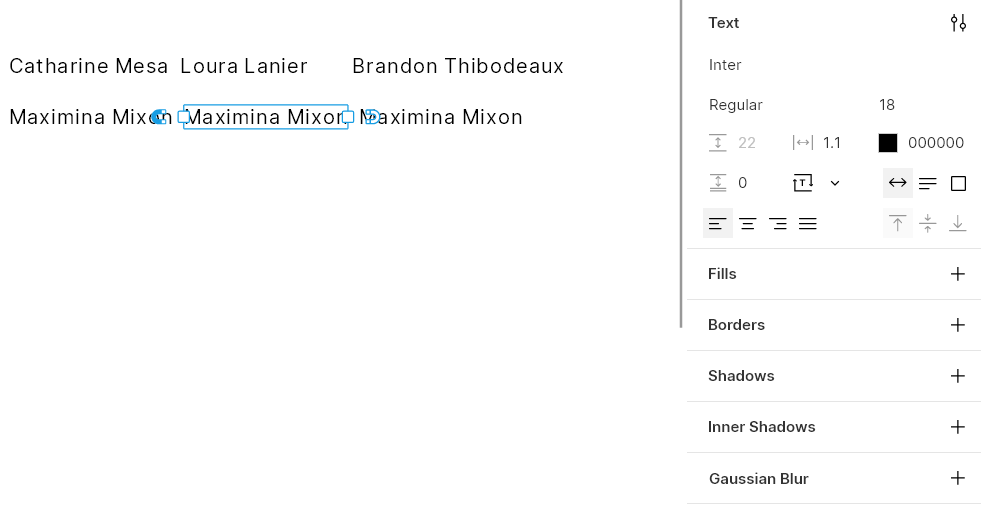 Catharine Mesa Loura Lanier Brandon Thibodeaux
Maximina Mixon Maximina Mixon Maximina Mixon
Text
Inter
Regular 18
22 1.1 000000
0
Fills
Borders
Shadows
Inner Shadows
Gaussian Blur